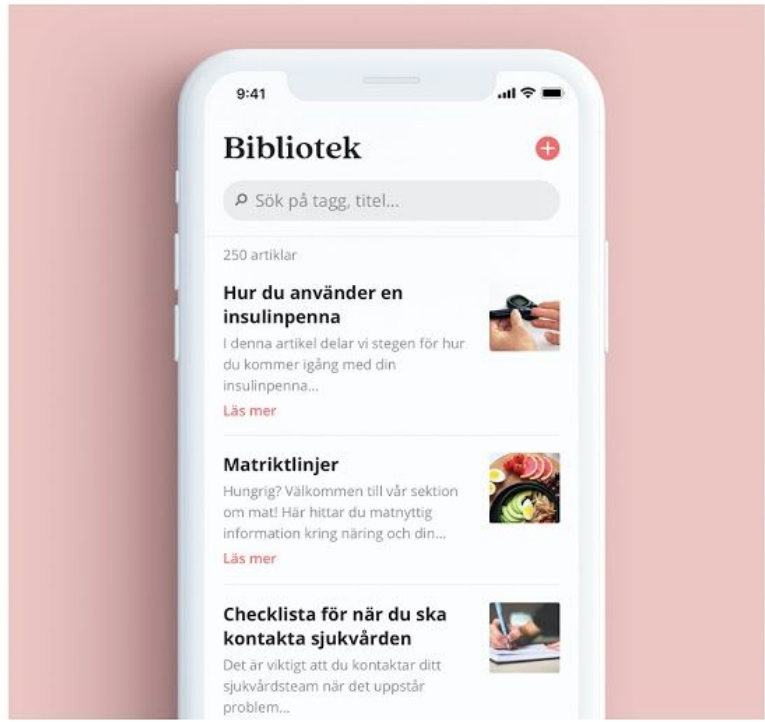 9:41
Bibliotek
Sök på tagg, titel...
250 artiklar
Hur du använder en
insulinpenna
I denna artikel delar vi stegen för hur
du kommer igång med din
insulinpenna...
Läs mer
Matriktlinjer
Hungrig? Välkommen till vår sektion
om mat! Här hittar du matnyttig
information kring näring och din...
Läs mer
Checklista för när du ska
kontakta sjukvården
Det är viktigt att du kontaktar ditt
sjukvårdsteam när det uppstår
problem...